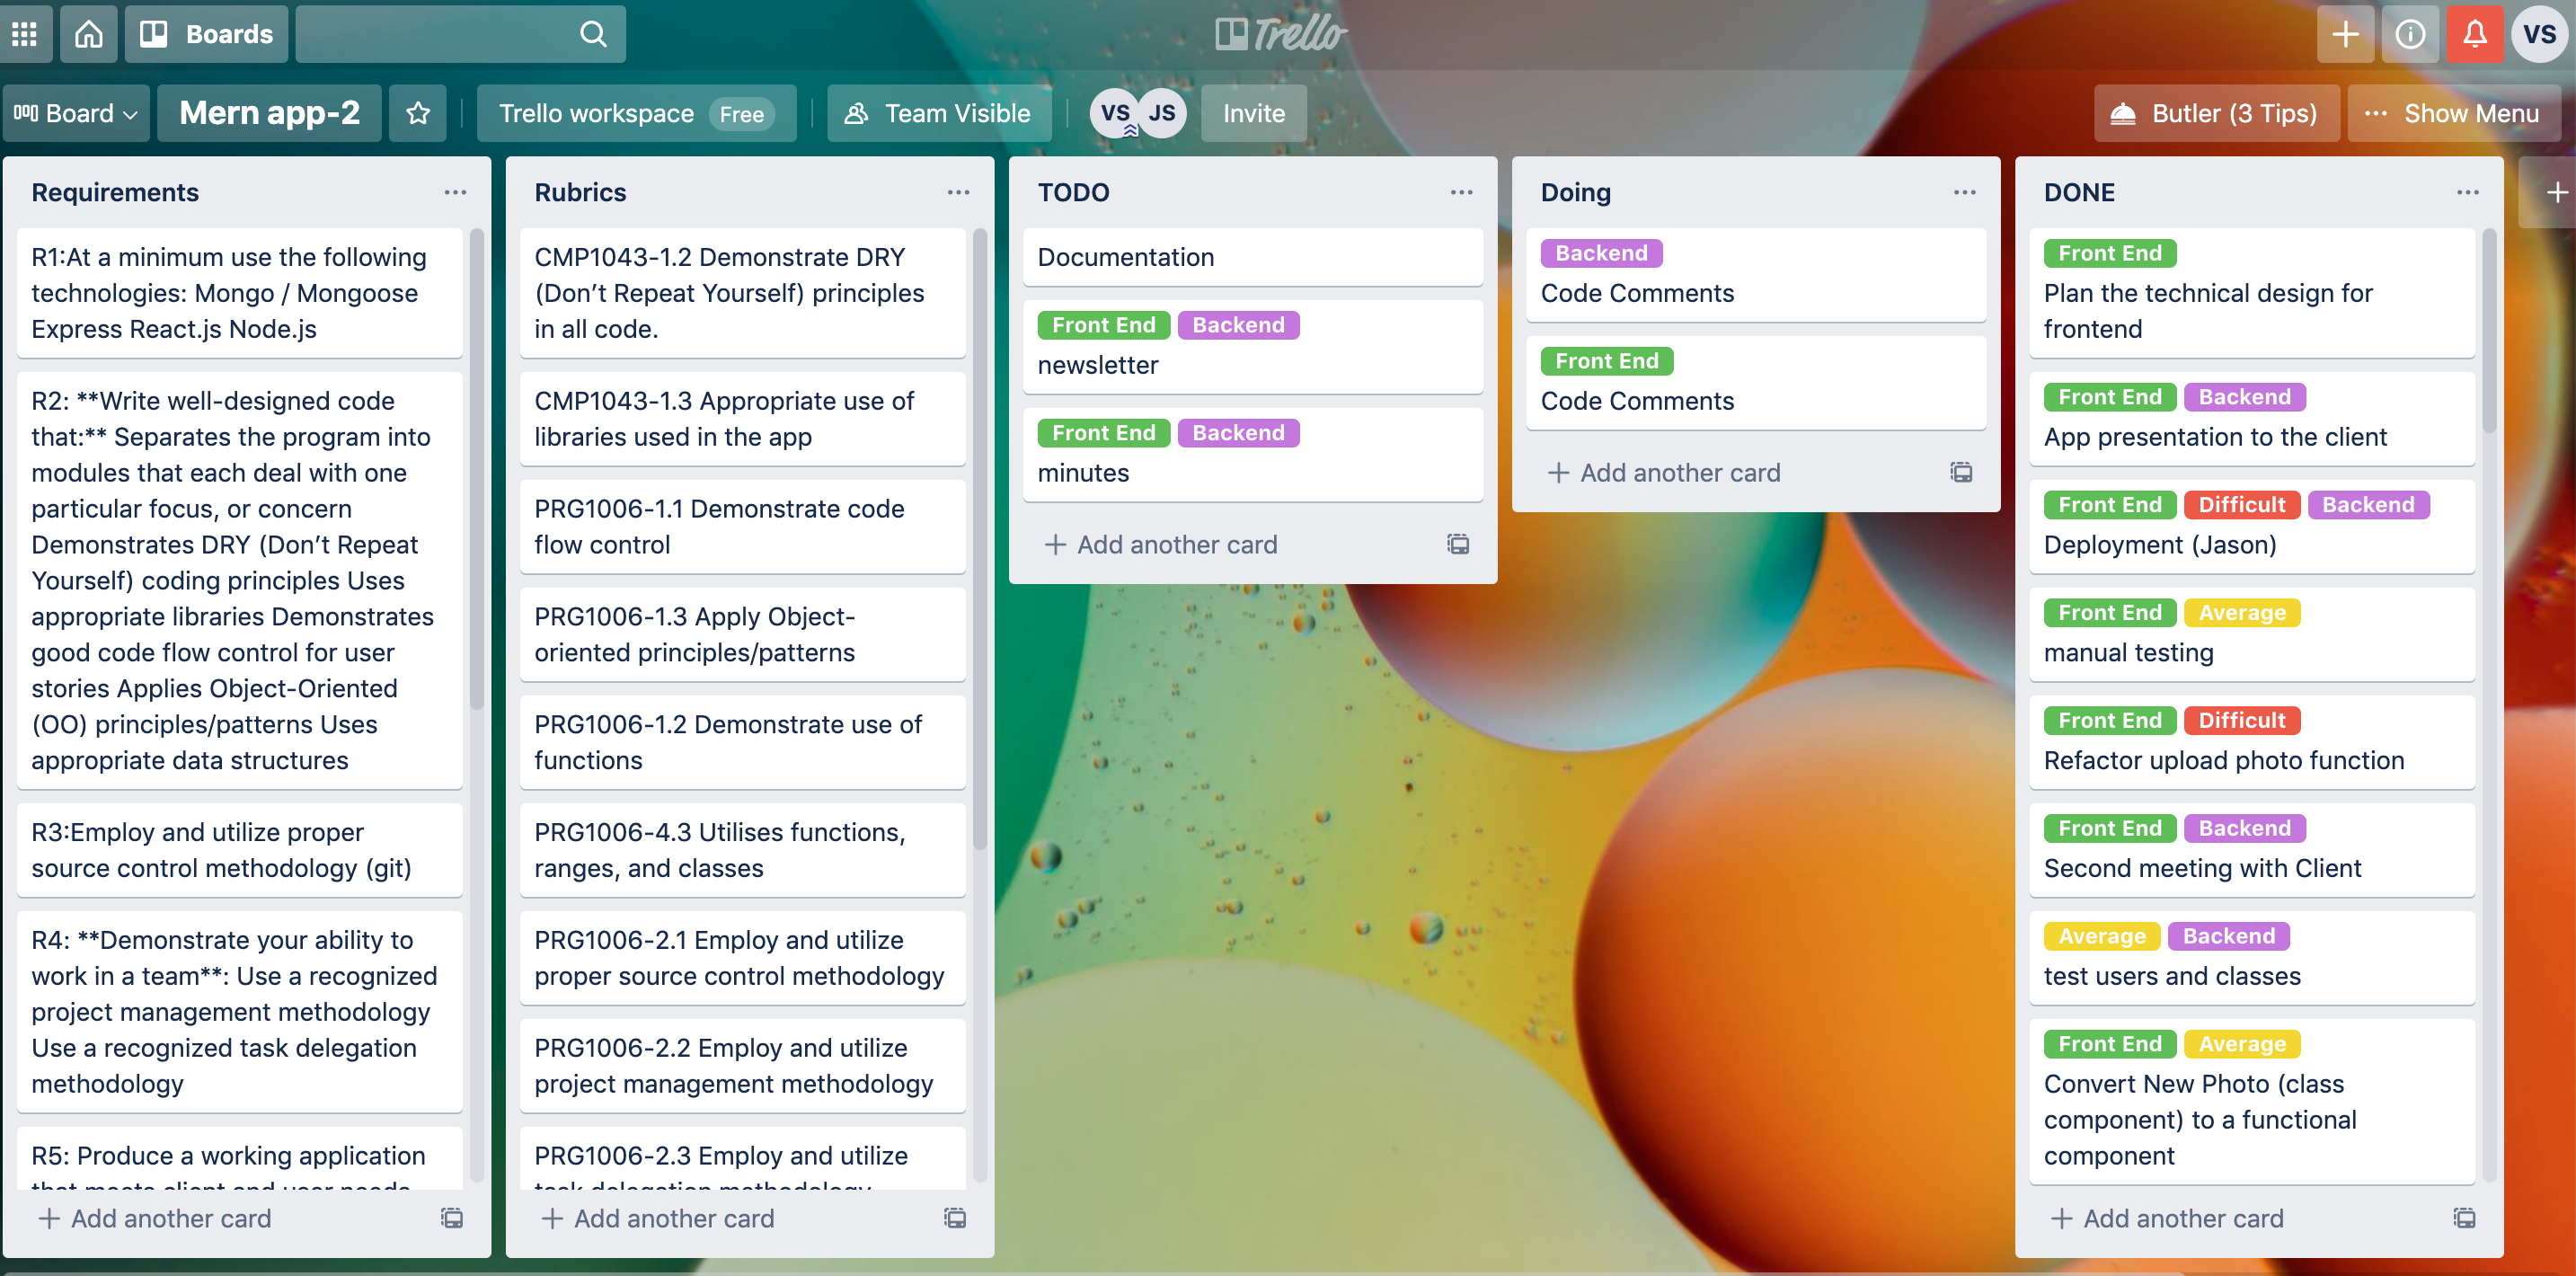 Boards
Trello
VS
Board
Mern app-2
Trello workspace Free
Team Visible
VS JS
Invite
Butler (3 Tips)
... Show Menu
Requirements
R1:At a minimum use the following
technologies: Mongo / Mongoose
Express React.js Node.js
R2: **Write well-designed code
that:** Separates the program into
modules that each deal with one
particular focus, or concern
Demonstrates DRY (Don’t Repeat
Yourself) coding principles Uses
appropriate libraries Demonstrates
good code flow control for user
stories Applies Object-Oriented
(OO) principles/patterns Uses
appropriate data structures
R3:Employ and utilize proper
source control methodology (git)
R4: **Demonstrate your ability to
work in a team**: Use a recognized
project management methodology
Use a recognized task delegation
methodology
R5: Produce a working application
that meets client and user needs
+ Add another card
Rubrics
CMP1043-1.2 Demonstrate DRY
(Don’t Repeat Yourself) principles
in all code.
CMP1043-1.3 Appropriate use of
libraries used in the app
PRG1006-1.1 Demonstrate code
flow control
PRG1006-1.3 Apply Object-
oriented principles/patterns
PRG1006-1.2 Demonstrate use of
functions
PRG1006-4.3 Utilises functions,
ranges, and classes
PRG1006-2.1 Employ and utilize
proper source control methodology
PRG1006-2.2 Employ and utilize
project management methodology
PRG1006-2.3 Employ and utilize
task delegation methodology
+ Add another card
TODO
Documentation
Front End Backend
newsletter
Front End Backend
minutes
+ Add another card
Doing
Backend
Code Comments
Front End
Code Comments
+ Add another card
DONE
Front End
Plan the technical design for
frontend
Front End Backend
App presentation to the client
Front End Difficult Backend
Deployment (Jason)
Front End Average
manual testing
Front End Difficult
Refactor upload photo function
Front End Backend
Second meeting with Client
Average Backend
test users and classes
Front End Average
Convert New Photo (class
component) to a functional
component
+ Add another card